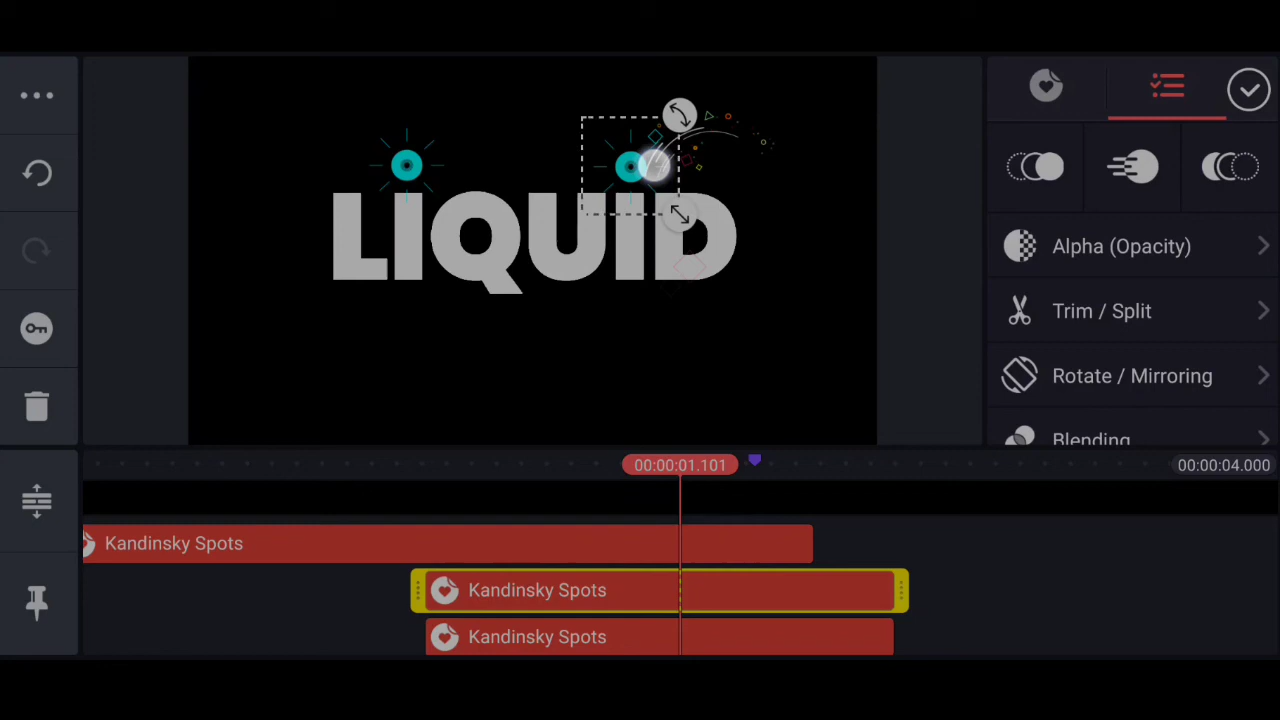 LIQUID
Alpha (Opacity)
Trim / Split
Rotate / Mirroring
Blending
00:00:01.101
00:00:04.000
Kandinsky Spots
Kandinsky Spots
Kandinsky Spots